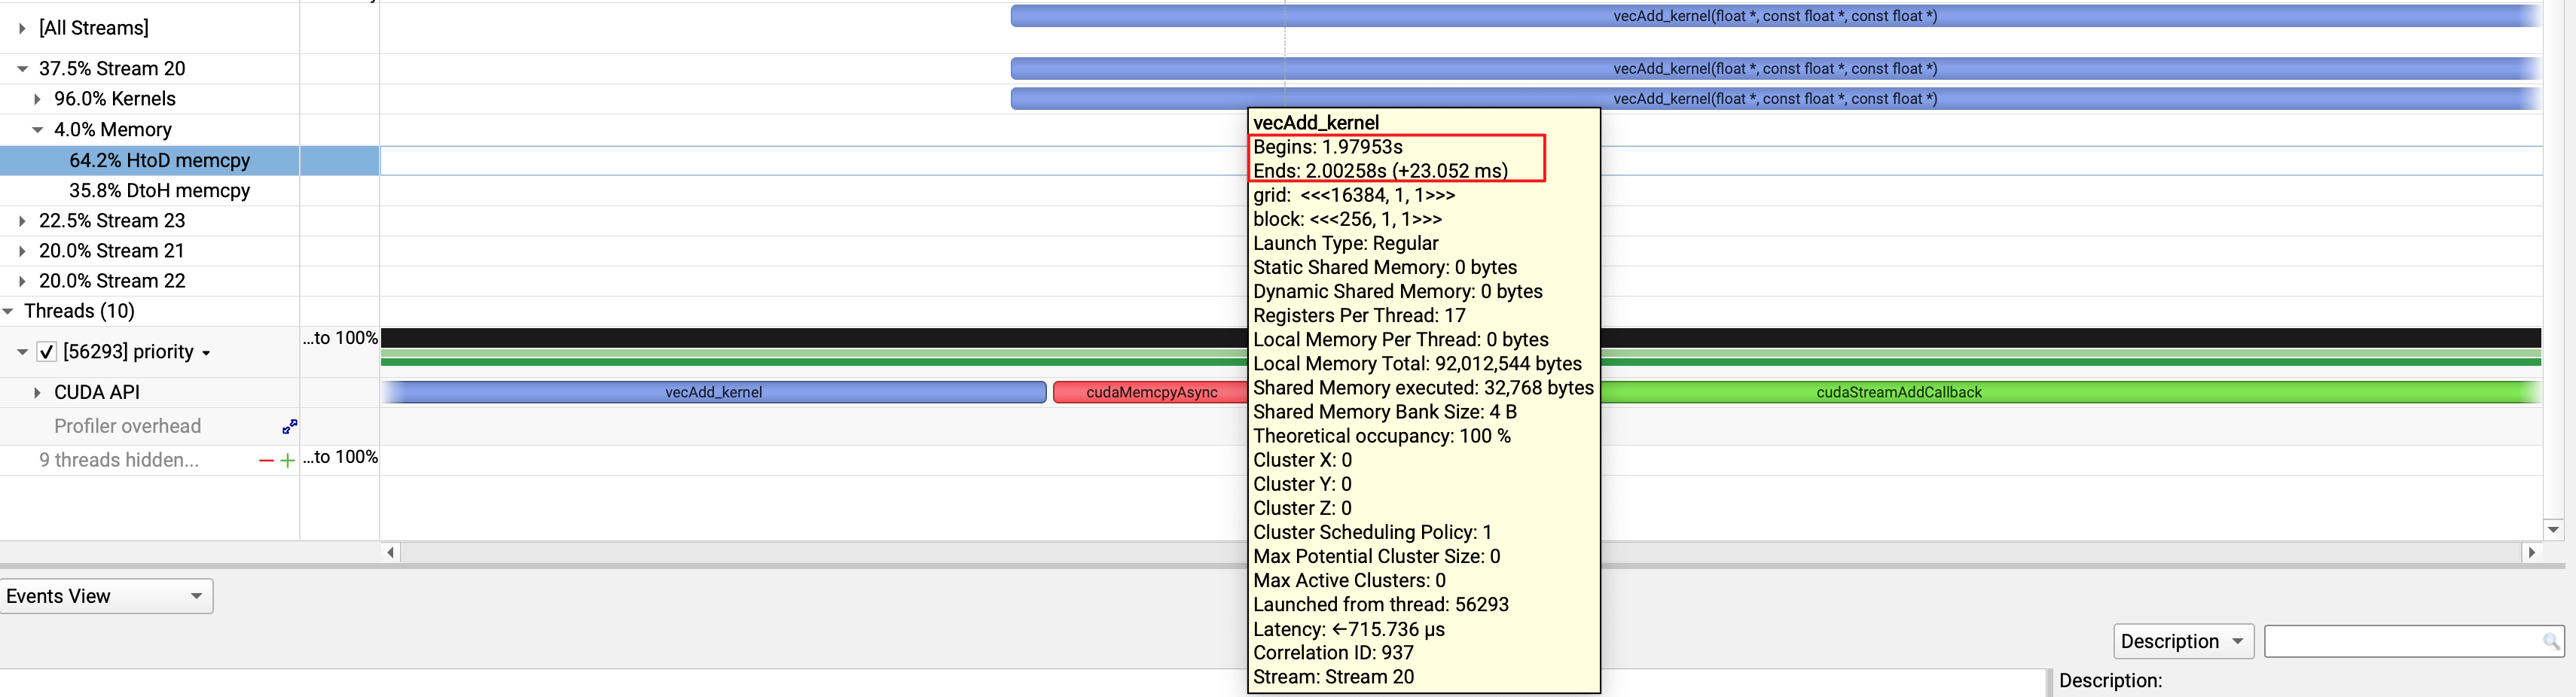 [All Streams]
vecAdd_kernel(float *, const float *, const float *)
37.5% Stream 20
vecAdd_kernel(float *, const float *, const float *)
96.0% Kernels
vecAdd_kernel(float *, const float *, const float *)
4.0% Memory
64.2% HtoD memcpy
35.8% DtoH memcpy
22.5% Stream 23
20.0% Stream 21
20.0% Stream 22
Threads (10)
...to 100%
[56293] priority
CUDA API
vecAdd_kernel
cudaMemcpyAsync
cudaStreamAddCallback
Profiler overhead
9 threads hidden...
...to 100%
vecAdd_kernel
Begins: 1.97953s
Ends: 2.00258s (+23.052 ms)
grid: <<<16384, 1, 1>>>
block: <<<256, 1, 1>>>
Launch Type: Regular
Static Shared Memory: 0 bytes
Dynamic Shared Memory: 0 bytes
Registers Per Thread: 17
Local Memory Per Thread: 0 bytes
Local Memory Total: 92,012,544 bytes
Shared Memory executed: 32,768 bytes
Shared Memory Bank Size: 4 B
Theoretical occupancy: 100 %
Cluster X: 0
Cluster Y: 0
Cluster Z: 0
Cluster Scheduling Policy: 1
Max Potential Cluster Size: 0
Max Active Clusters: 0
Launched from thread: 56293
Latency: ←715.736 μs
Correlation ID: 937
Stream: Stream 20
Events View
Description
Description: